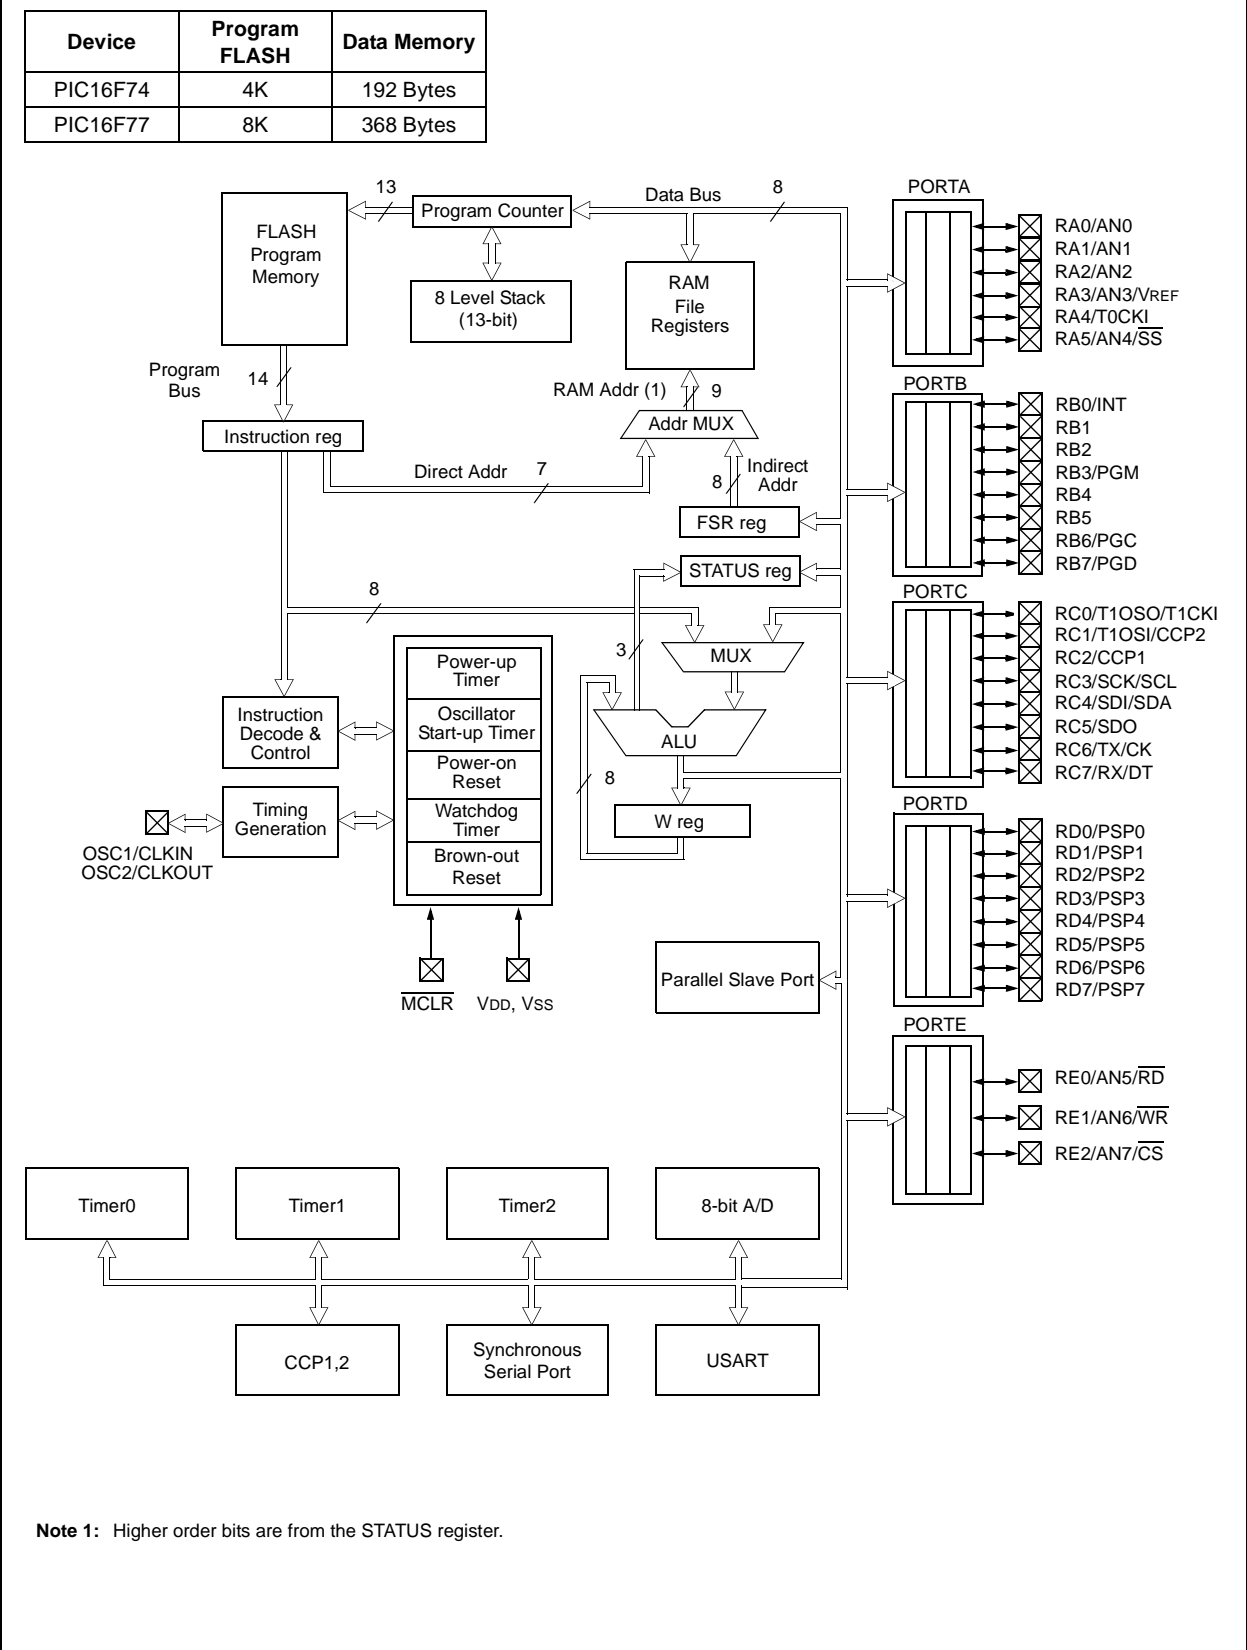 Device
Program
FLASH
Data Memory
PIC16F74
4K
192 Bytes
PIC16F77
8K
368 Bytes
FLASH
Program
Memory
13
Program Counter
Data Bus
8
8 Level Stack
(13-bit)
RAM
File
Registers
Program
Bus
14
RAM Addr (1)
9
Instruction reg
Addr MUX
Direct Addr
7
8
Indirect
Addr
FSR reg
STATUS reg
8
3
MUX
Power-up
Timer
Oscillator
Start-up Timer
Power-on
Reset
Watchdog
Timer
Brown-out
Reset
Instruction
Decode &
Control
Timing
Generation
OSC1/CLKIN
OSC2/CLKOUT
ALU
8
W reg
MCLR
VDD, VSS
Parallel Slave Port
PORTA
RA0/AN0
RA1/AN1
RA2/AN2
RA3/AN3/VREF
RA4/T0CKI
RA5/AN4/SS
PORTB
RB0/INT
RB1
RB2
RB3/PGM
RB4
RB5
RB6/PGC
RB7/PGD
PORTC
RC0/T1OSO/T1CKI
RC1/T1OSI/CCP2
RC2/CCP1
RC3/SCK/SCL
RC4/SDI/SDA
RC5/SDO
RC6/TX/CK
RC7/RX/DT
PORTD
RD0/PSP0
RD1/PSP1
RD2/PSP2
RD3/PSP3
RD4/PSP4
RD5/PSP5
RD6/PSP6
RD7/PSP7
PORTE
RE0/AN5/RD
RE1/AN6/WR
RE2/AN7/CS
Timer0
Timer1
Timer2
8-bit A/D
CCP1,2
Synchronous
Serial Port
USART
Note 1: Higher order bits are from the STATUS register.